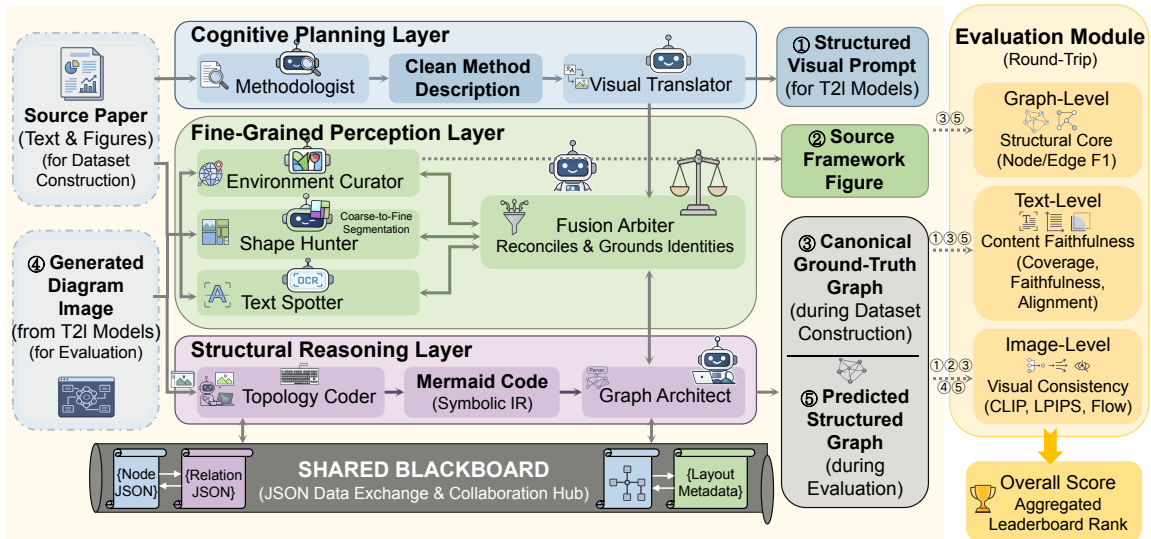 Source Paper
(Text & Figures)
(for Dataset
Construction)
④ Generated
Diagram
Image
(from T2I Models)
(for Evaluation)
Cognitive Planning Layer
Methodologist
Clean Method
Description
Visual Translator
① Structured
Visual Prompt
(for T2I Models)
Fine-Grained Perception Layer
Environment Curator
Shape Hunter
Coarse-to-Fine
Segmentation
OCR
A
Text Spotter
Fusion Arbiter
Reconciles & Grounds Identities
② Source
Framework
Figure
Structural Reasoning Layer
Topology Coder
Mermaid Code
(Symbolic IR)
Parser
Graph Architect
③ Canonical
Ground-Truth
Graph
(during Dataset
Construction)
⑤ Predicted
Structured
Graph
(during
Evaluation)
{Node
JSON}
{Relation
JSON}
SHARED BLACKBOARD
(JSON Data Exchange & Collaboration Hub)
{Layout
Metadata}
Evaluation Module
(Round-Trip)
③⑤
Graph-Level
Structural Core
(Node/Edge F1)
①③⑤
Text-Level
Content Faithfulness
(Coverage,
Faithfulness,
Alignment)
①②③
④⑤
Image-Level
Visual Consistency
(CLIP, LPIPS, Flow)
Overall Score
Aggregated
Leaderboard Rank